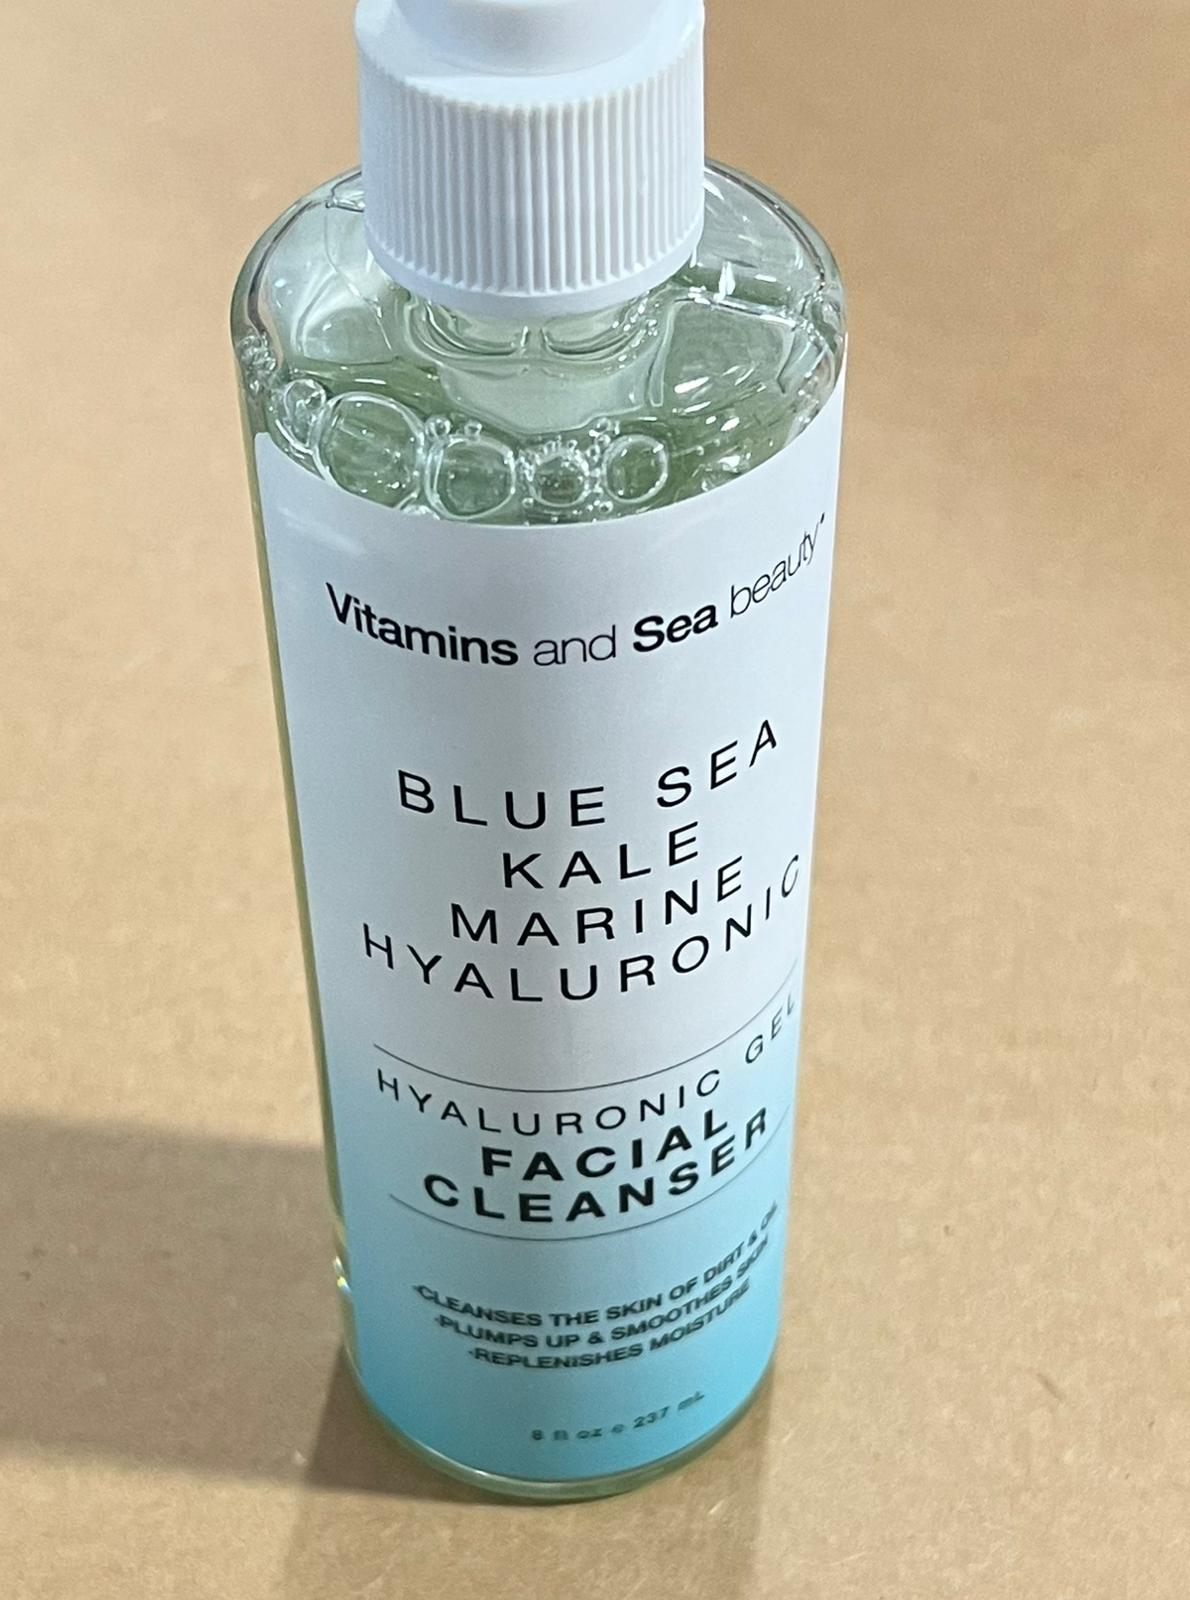 Vitamins and Sea beauty
BLUE SEA
KALE
MARINE
HYALURONIC
HYALURONIC GEL
FACIAL
CLEANSER
•CLEANSES THE SKIN OF DIRT & OIL
•PLUMPS UP & SMOOTHES SKIN
•REPLENISHES MOISTURE
8 fl oz e 237 mL